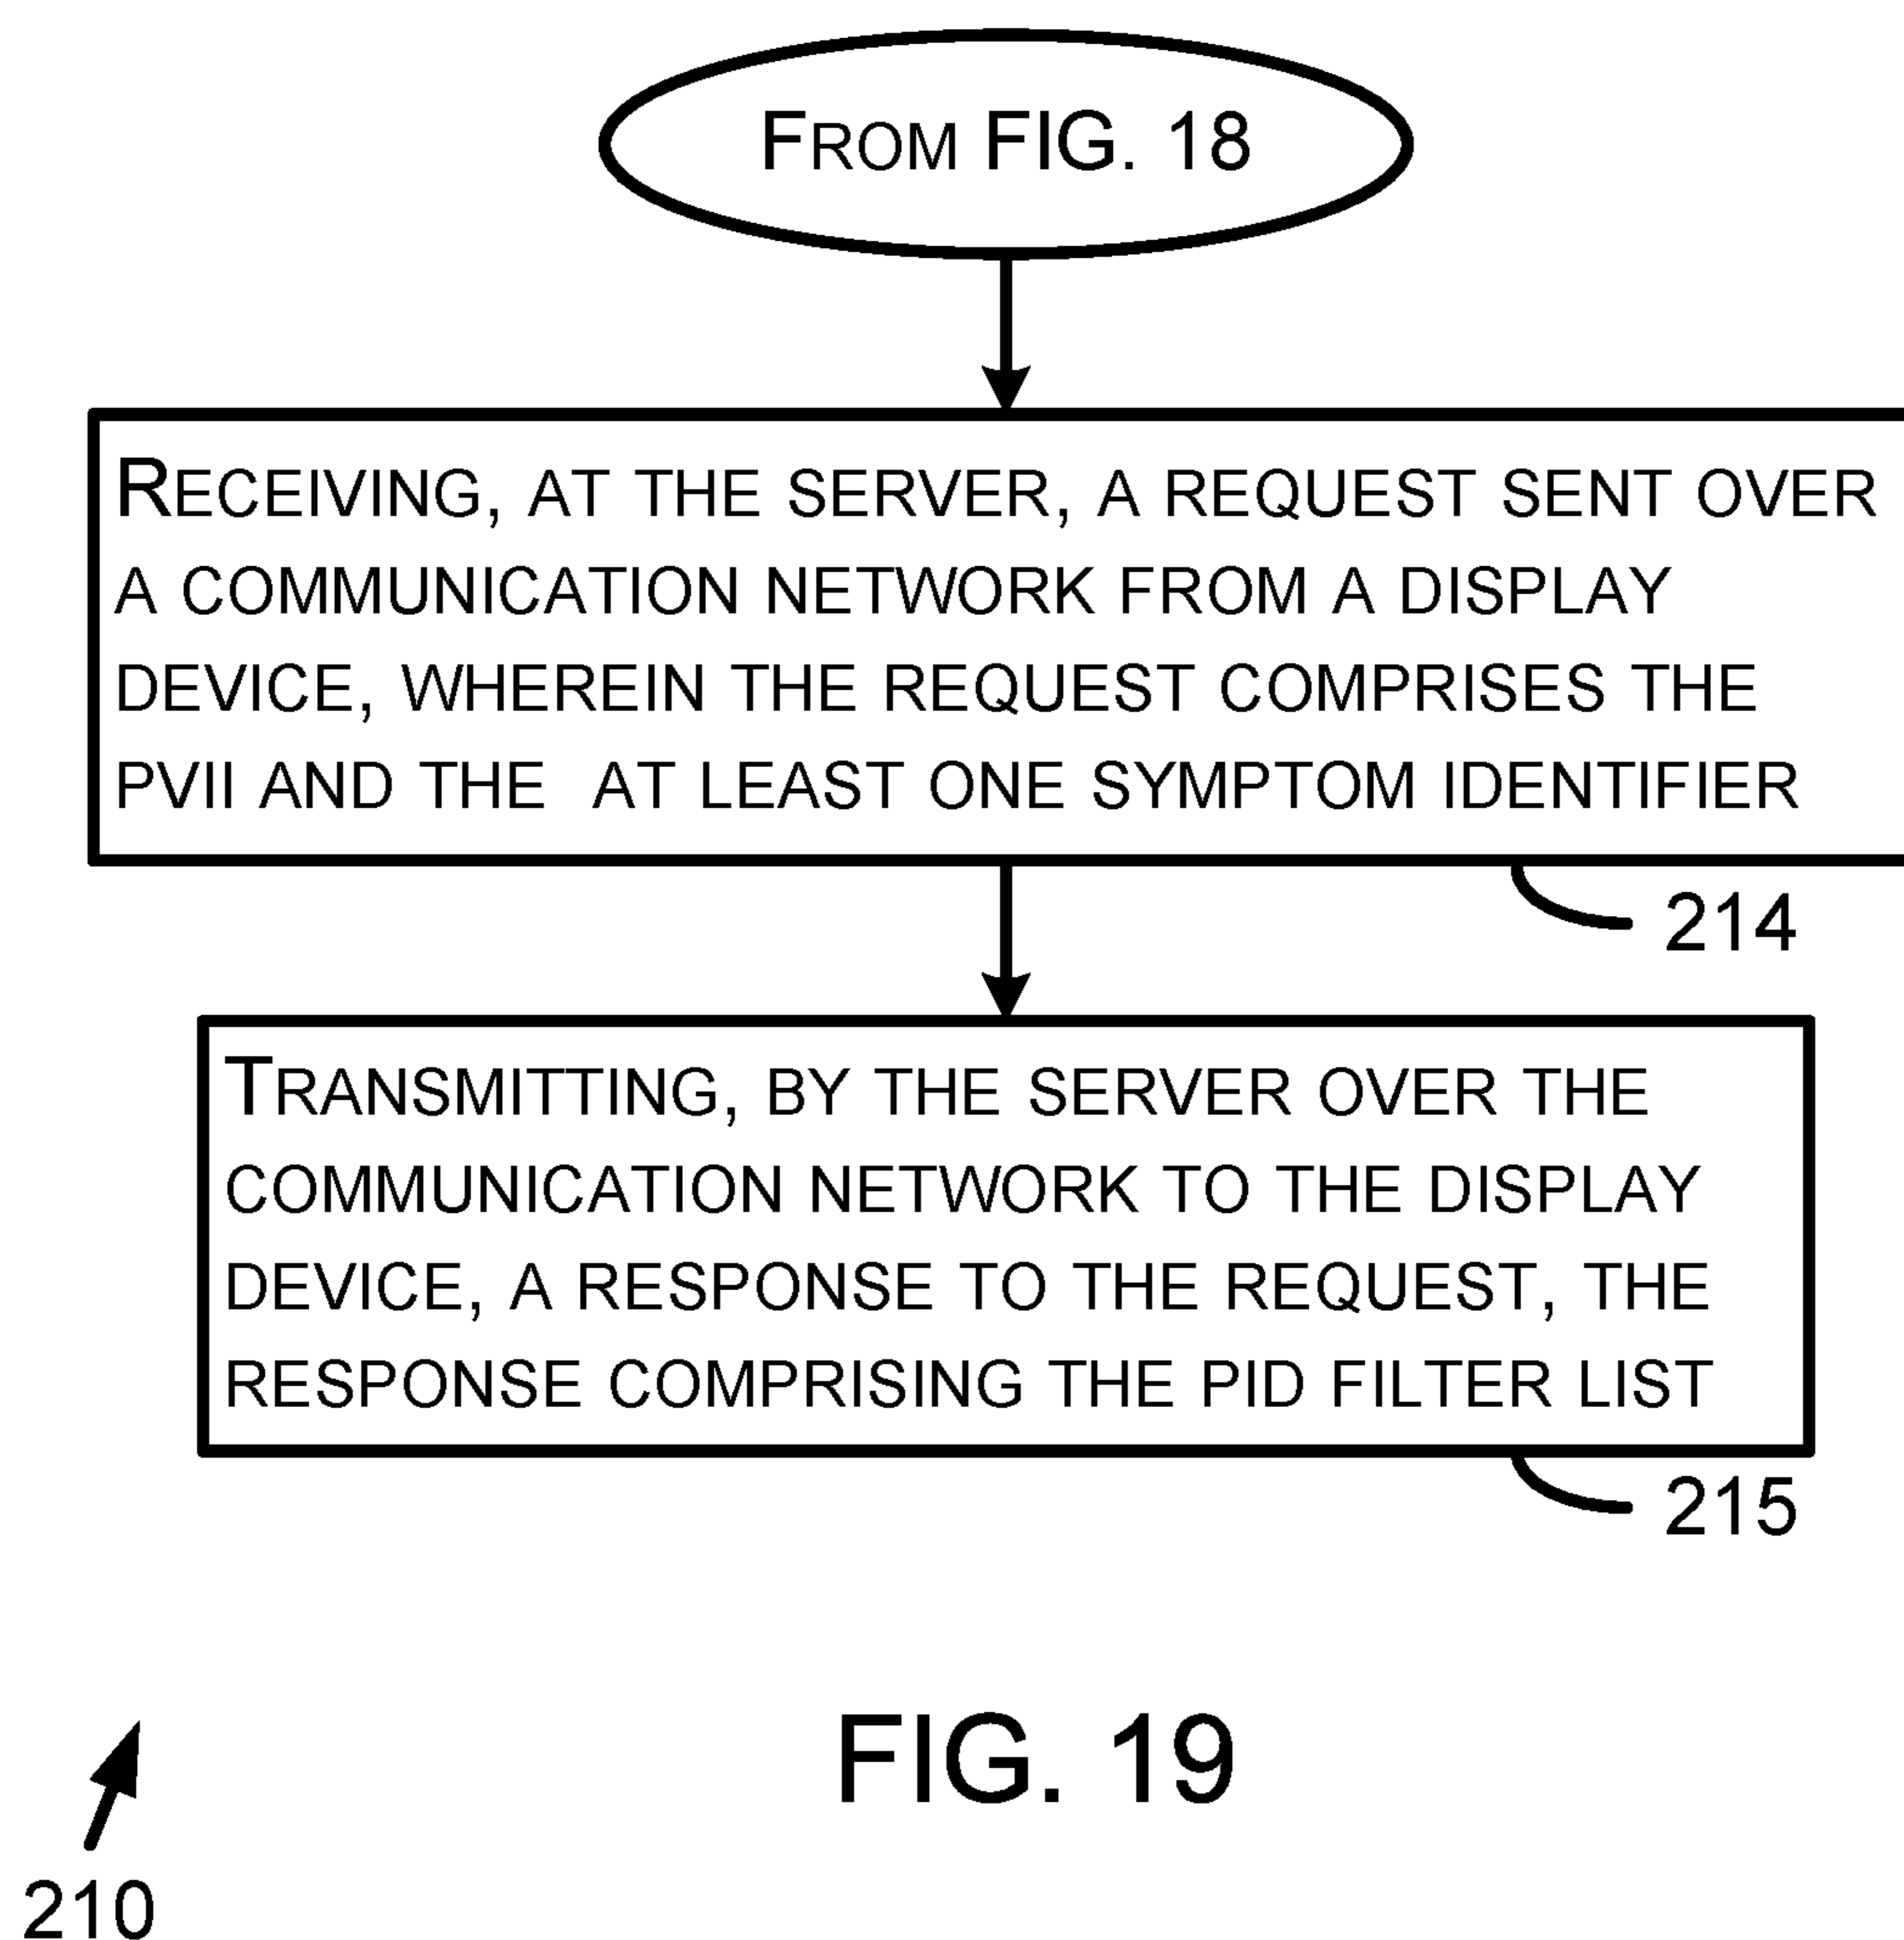 FROM FIG. 18
RECEIVING, AT THE SERVER, A REQUEST SENT OVER
A COMMUNICATION NETWORK FROM A DISPLAY
DEVICE, WHEREIN THE REQUEST COMPRISES THE
PVII AND THE AT LEAST ONE SYMPTOM IDENTIFIER
214
TRANSMITTING, BY THE SERVER OVER THE
COMMUNICATION NETWORK TO THE DISPLAY
DEVICE, A RESPONSE TO THE REQUEST, THE
RESPONSE COMPRISING THE PID FILTER LIST
215
FIG. 19
210